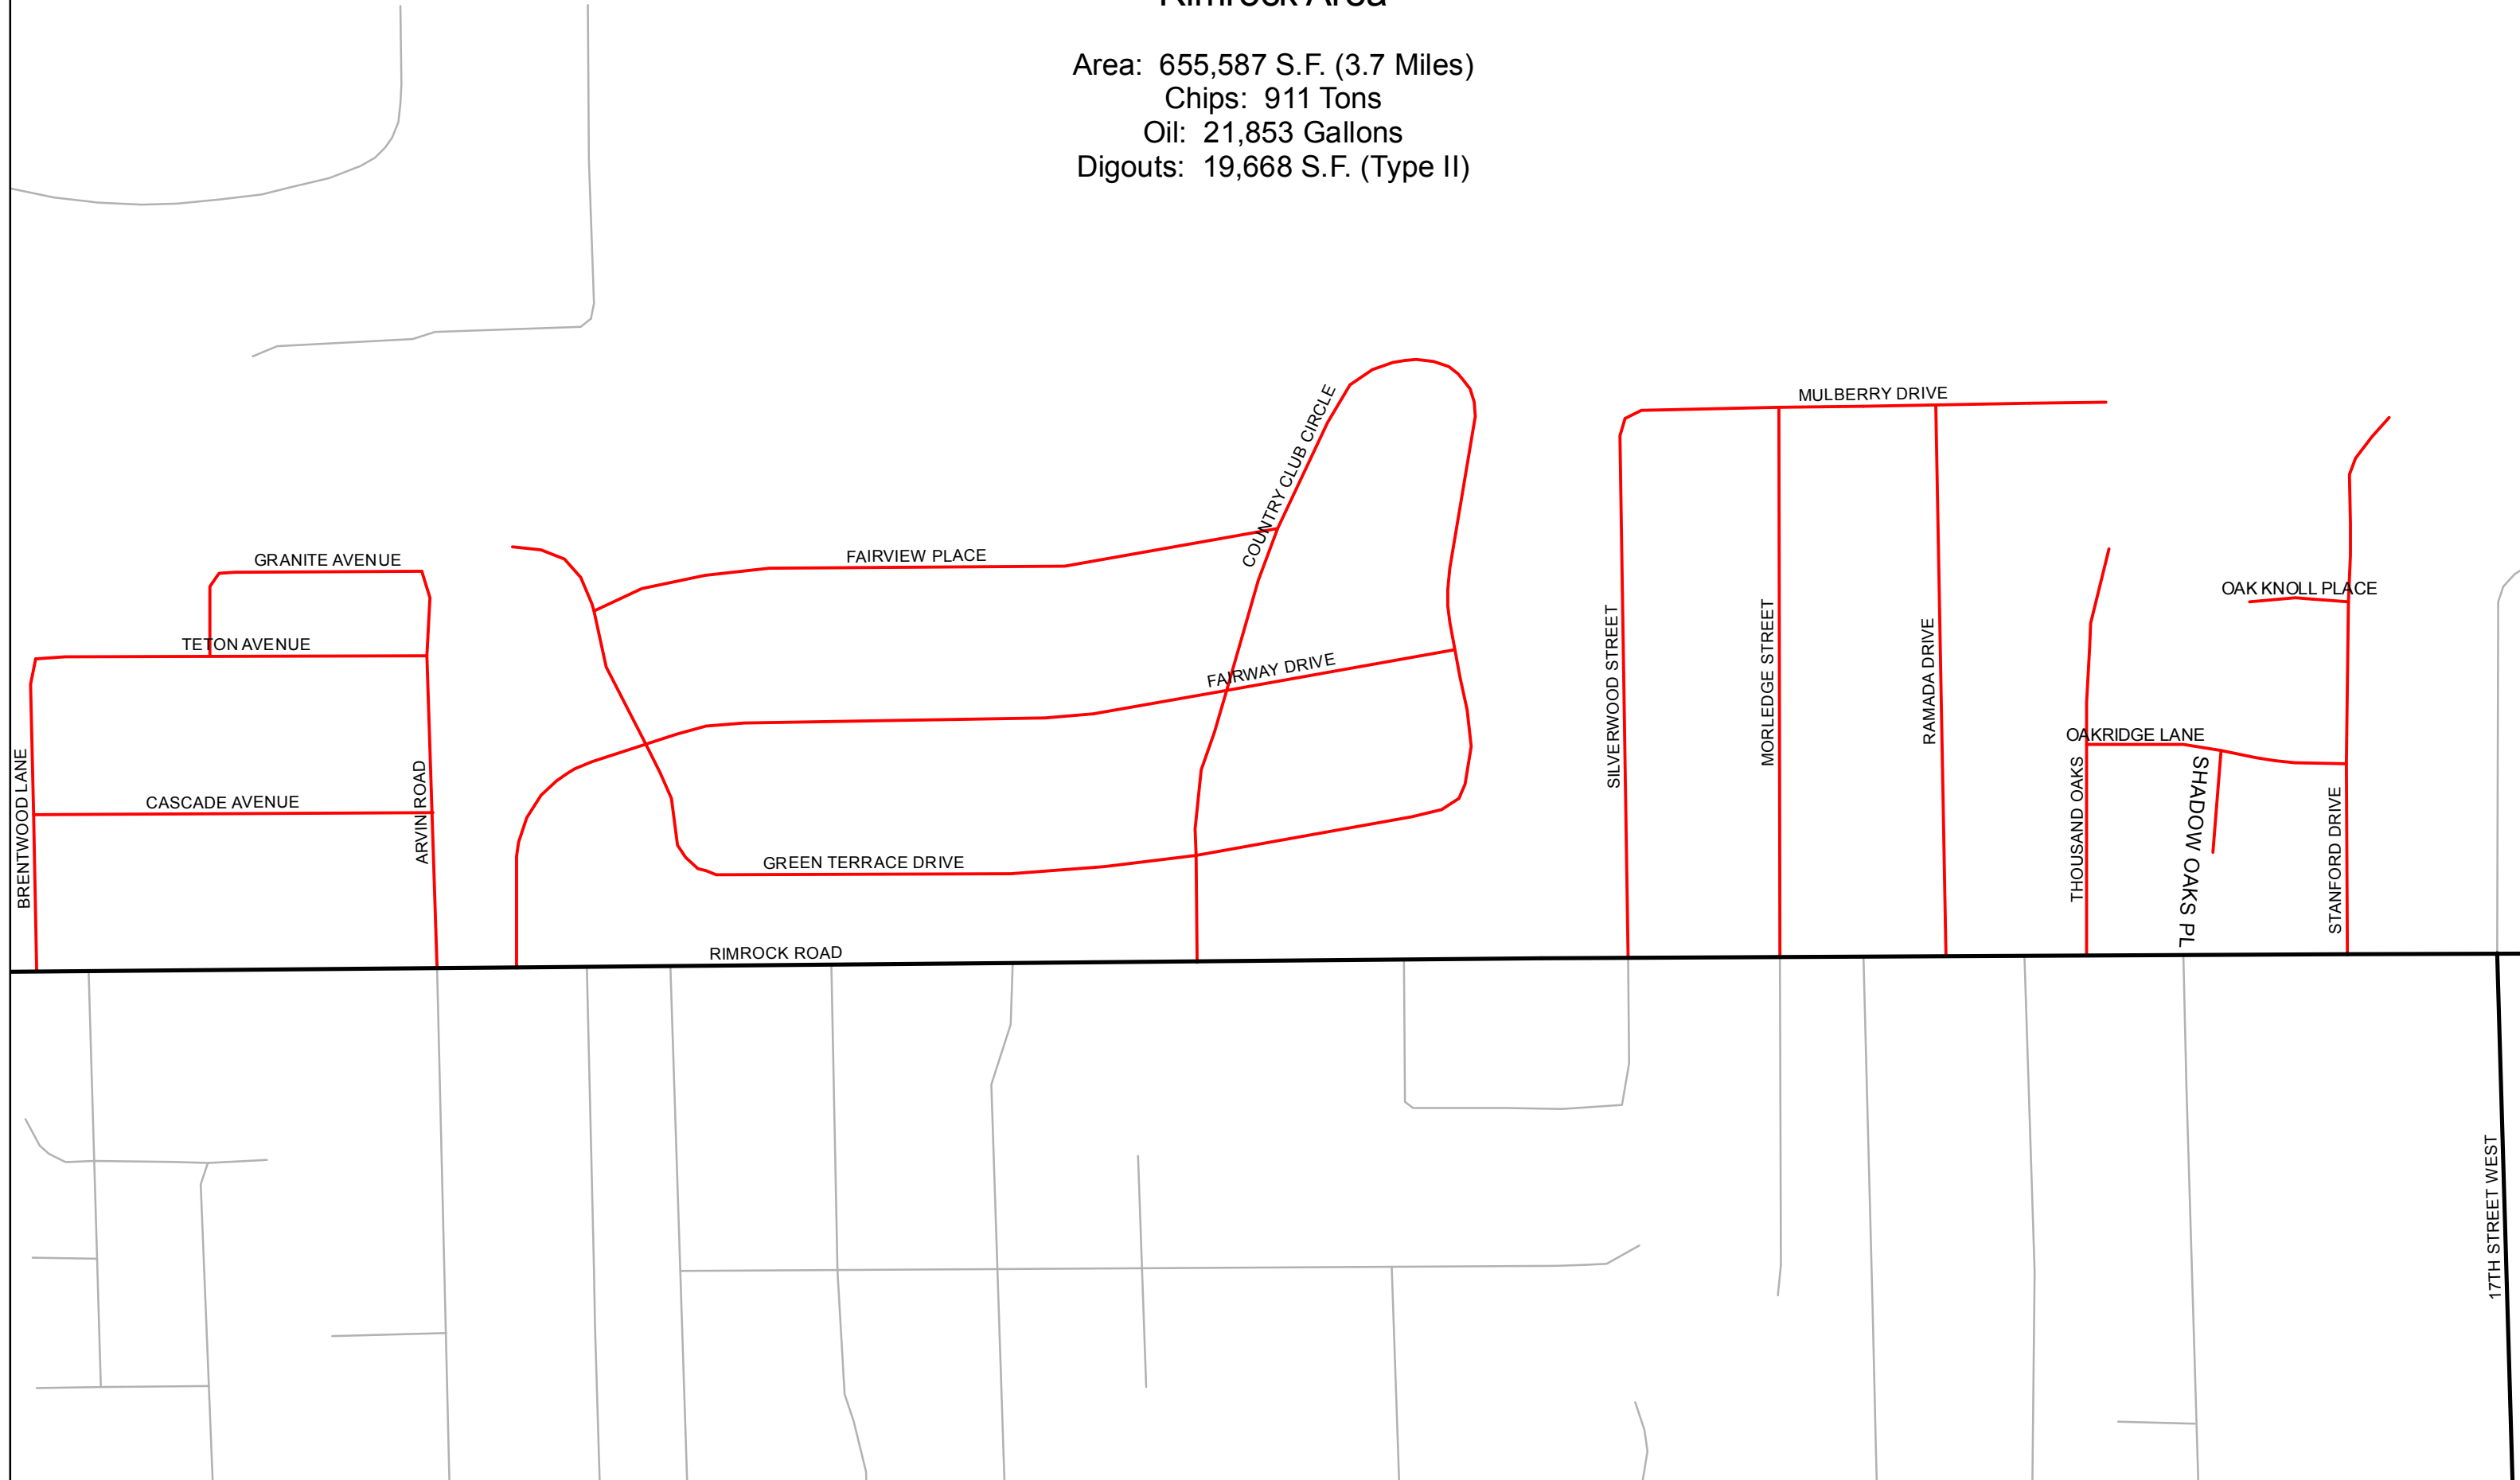 Rimrock Area
Area: 655,587 S.F. (3.7 Miles)
Chips: 911 Tons
Oil: 21,853 Gallons
Digouts: 19,668 S.F. (Type II)
MULBERRY DRIVE
COUNTRY CLUB CIRCLE
GRANITE AVENUE
FAIRVIEW PLACE
OAK KNOLL PLACE
TETON AVENUE
FAIRWAY DRIVE
SILVERWOOD STREET
MORLEDGE STREET
RAMADA DRIVE
OAKRIDGE LANE
BRENTWOOD LANE
CASCADE AVENUE
ARVIN ROAD
GREEN TERRACE DRIVE
THOUSAND OAKS
SHADOW OAKS PL
STANFORD DRIVE
RIMROCK ROAD
17TH STREET WEST